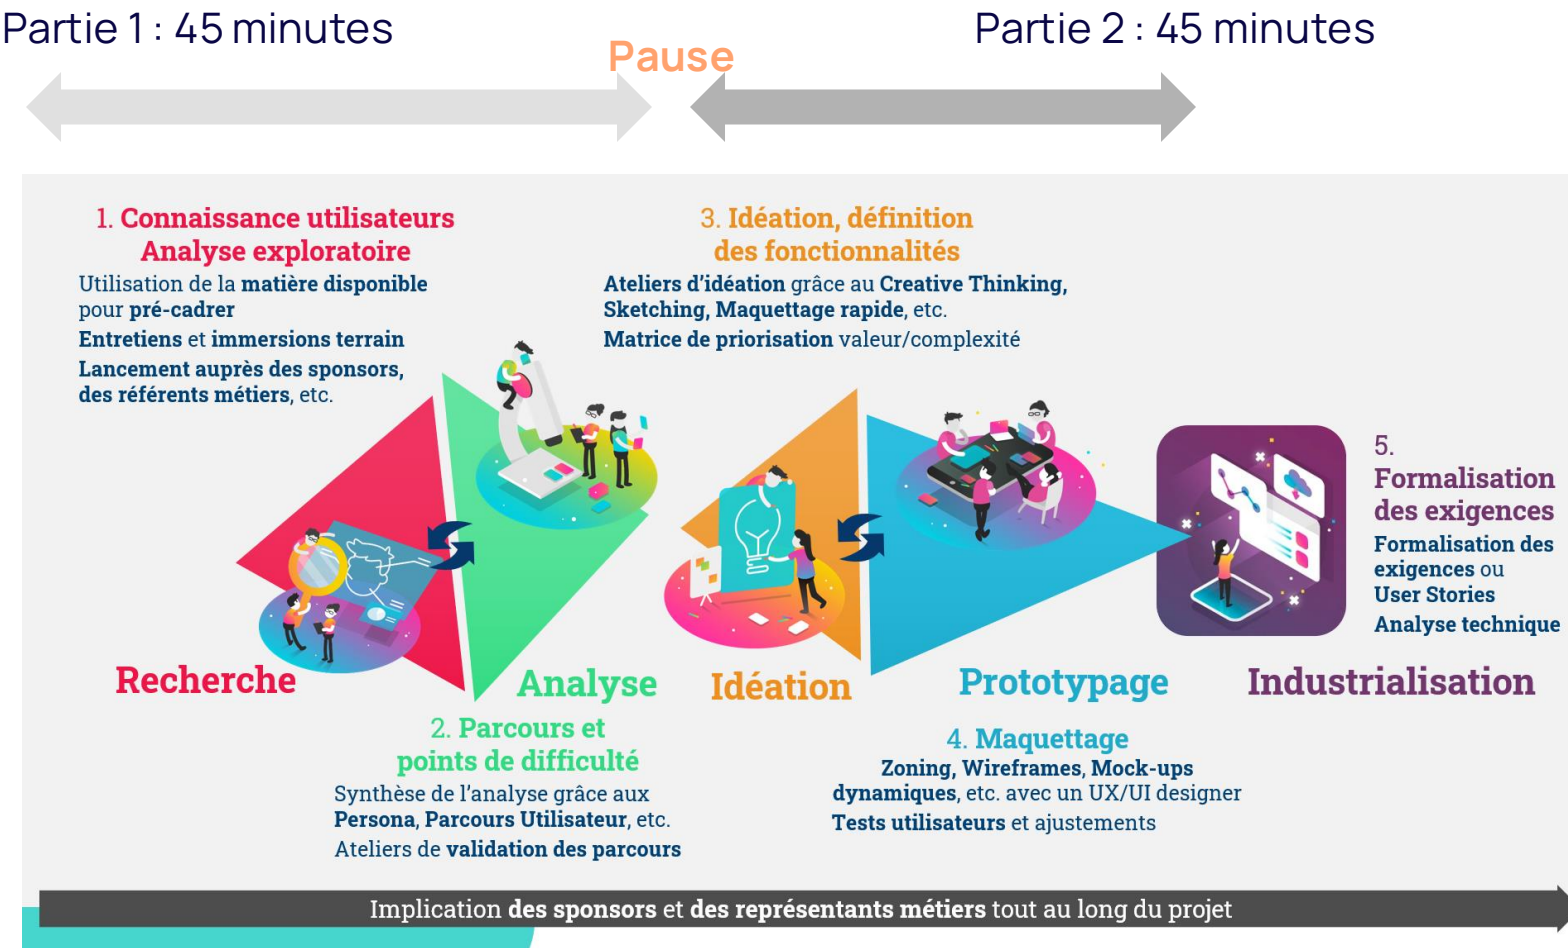 Partie 1 : 45 minutes
Pause
Partie 2 : 45 minutes
1. Connaissance utilisateurs
Analyse exploratoire
Utilisation de la matière disponible
pour pré-cadrer
Entretiens et immersions terrain
Lancement auprès des sponsors,
des référents métiers, etc.
3. Idéation, définition
des fonctionnalités
Ateliers d’idéation grâce au Creative Thinking,
Sketching, Maquettage rapide, etc.
Matrice de priorisation valeur/complexité
5.
Formalisation
des exigences
Formalisation des
exigences ou
User Stories
Analyse technique
Recherche
Analyse
Idéation
Prototypage
Industrialisation
2. Parcours et
points de difficulté
Synthèse de l’analyse grâce aux
Persona, Parcours Utilisateur, etc.
Ateliers de validation des parcours
4. Maquettage
Zoning, Wireframes, Mock-ups
dynamiques, etc. avec un UX/UI designer
Tests utilisateurs et ajustements
Implication des sponsors et des représentants métiers tout au long du projet